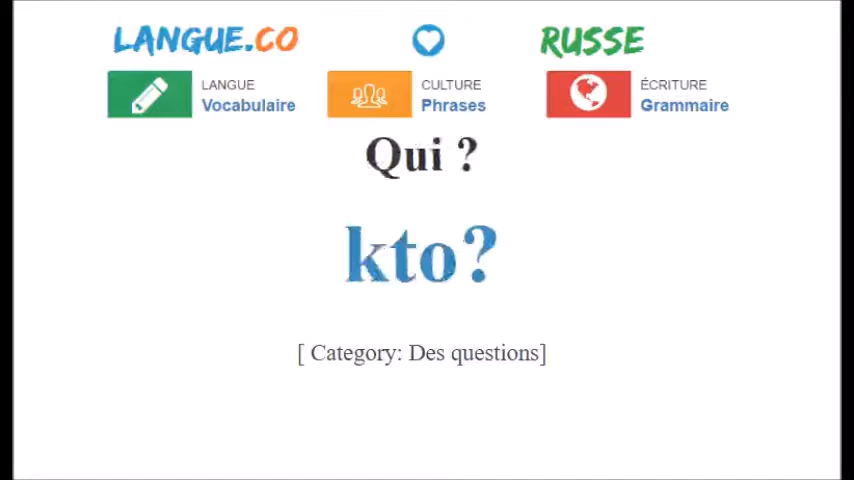 LANGUE.CO RUSSE
LANGUE CULTURE ÉCRITURE
Vocabulaire Phrases Grammaire
Qui ?
kto?
[ Category: Des questions]